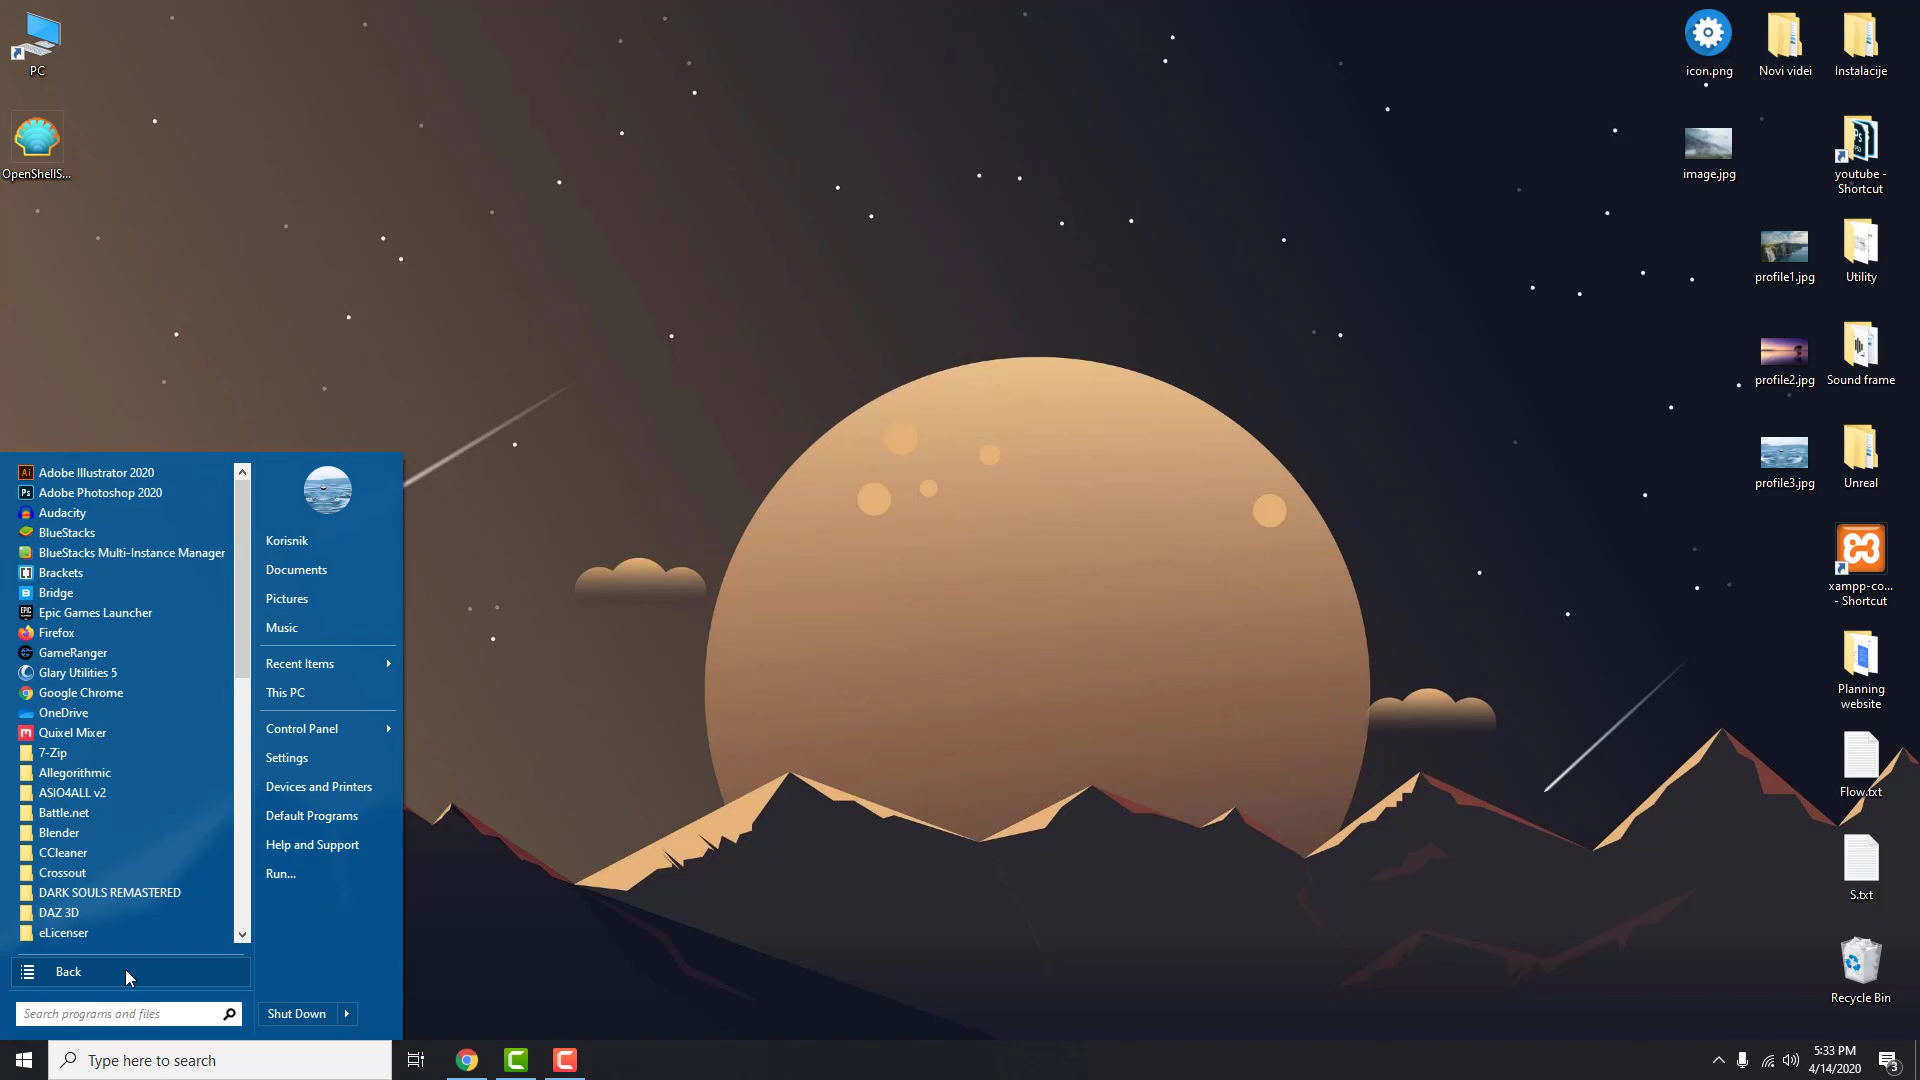 PC
OpenShellS...
icon.png
Novi videi
Instalacije
image.jpg
youtube -
Shortcut
profile1.jpg
Utility
profile2.jpg
Sound frame
profile3.jpg
Unreal
xampp-co...
- Shortcut
Planning
website
Flow.txt
S.txt
Recycle Bin
Adobe Illustrator 2020
Adobe Photoshop 2020
Audacity
BlueStacks
BlueStacks Multi-Instance Manager
Brackets
Bridge
Epic Games Launcher
Firefox
GameRanger
Glary Utilities 5
Google Chrome
OneDrive
Quixel Mixer
7-Zip
Allegorithmic
ASIO4ALL v2
Battle.net
Blender
CCleaner
Crossout
DARK SOULS REMASTERED
DAZ 3D
eLicenser
Back
Search programs and files
Korisnik
Documents
Pictures
Music
Recent Items
This PC
Control Panel
Settings
Devices and Printers
Default Programs
Help and Support
Run...
Shut Down
Type here to search
5:33 PM
4/14/2020
3